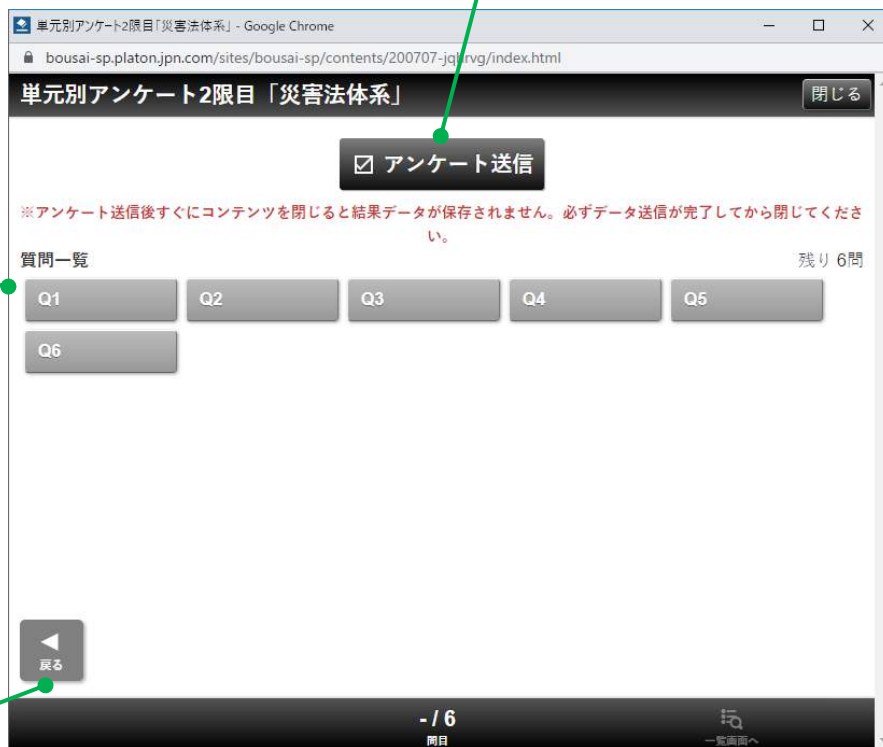 単元別アンケート2限目「災害法体系」 - Google Chrome
bousai-sp.platon.jpn.com/sites/bousai-sp/contents/200707-jqhrvg/index.html
単元別アンケート2限目「災害法体系」
閉じる
アンケート送信
※アンケート送信後すぐにコンテンツを閉じると結果データが保存されません。必ずデータ送信が完了してから閉じてくださ
い。
質問一覧
残り 6問
Q1
Q2
Q3
Q4
Q5
Q6
戻る
- / 6
問目
一覧画面へ